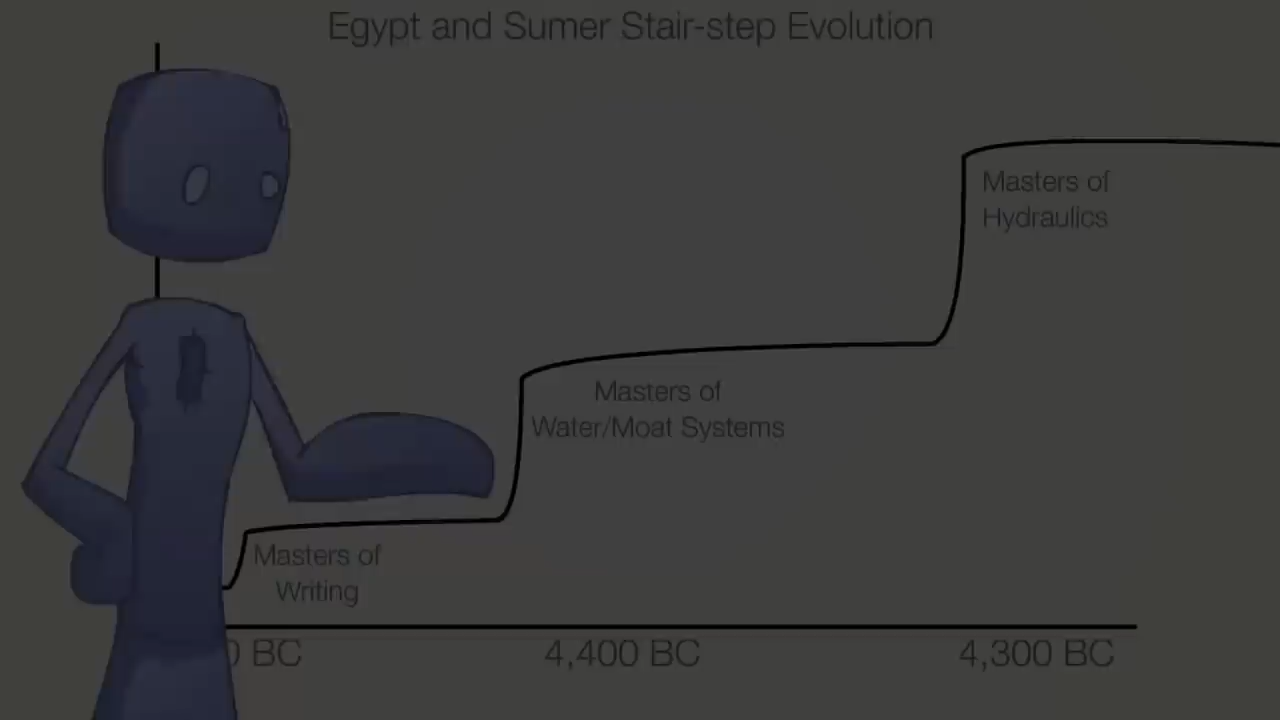 Egypt and Sumer Stair-step Evolution
Masters of
Hydraulics
Masters of
Water/Moat Systems
Masters of
Writing
0 BC
4,400 BC
4,300 BC